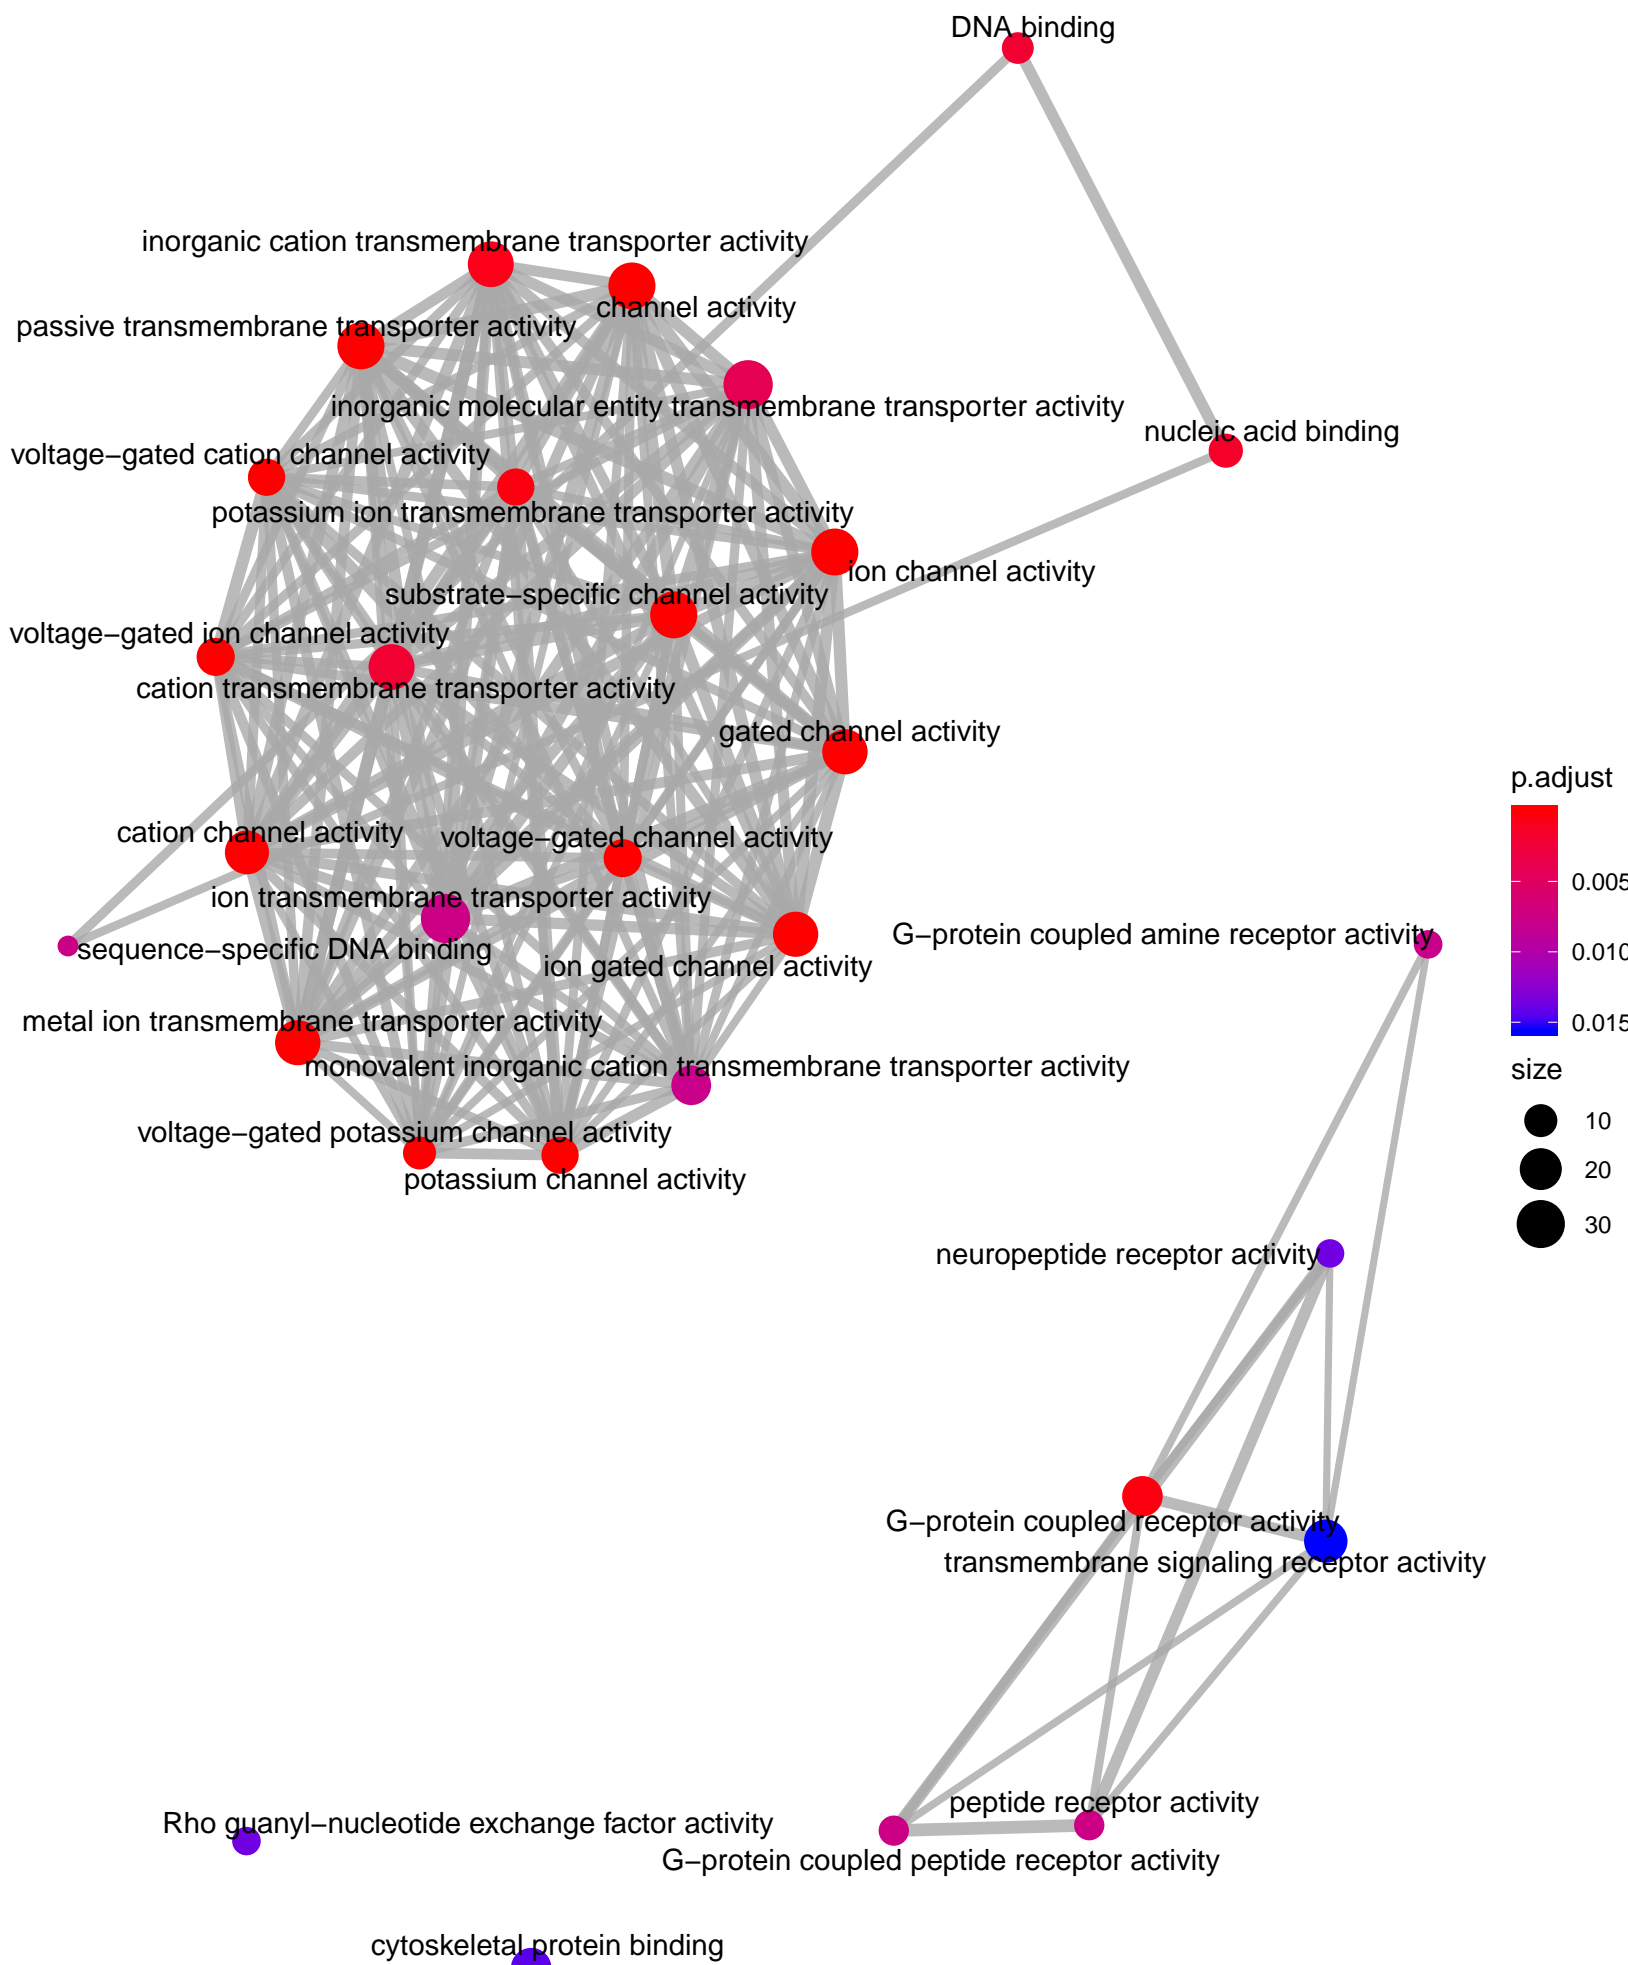 DNA binding
inorganic cation transmembrane transporter activity
channel activity
passive transmembrane transporter activity
inorganic molecular entity transmembrane transporter activity
nucleic acid binding
voltage−gated cation channel activity
potassium ion transmembrane transporter activity
ion channel activity
substrate−specific channel activity
voltage−gated ion channel activity
cation transmembrane transporter activity
gated channel activity
p.adjust
cation channel activity
voltage−gated channel activity
0.005
ion transmembrane transporter activity
G−protein coupled amine receptor activity
sequence−specific DNA binding
0.010
ion gated channel activity
metal ion transmembrane transporter activity
0.015
monovalent inorganic cation transmembrane transporter activity
size
10
voltage−gated potassium channel activity
20
potassium channel activity
30
neuropeptide receptor activity
G−protein coupled receptor activity
transmembrane signaling receptor activity
peptide receptor activity
Rho guanyl−nucleotide exchange factor activity
G−protein coupled peptide receptor activity
cytoskeletal protein binding